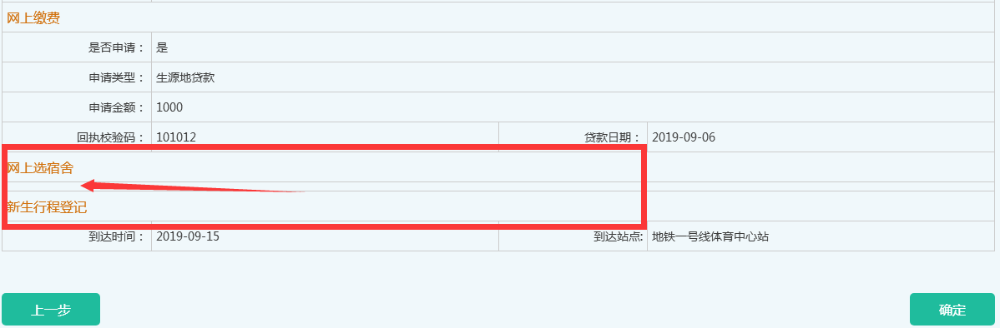 网上缴费
是否申请： 是
申请类型： 生源地贷款
申请金额： 1000
回执校验码： 101012 贷款日期： 2019-09-06
网上选宿舍
新生行程登记
到达时间： 2019-09-15 到达站点: 地铁一号线体育中心站
上一步 确定